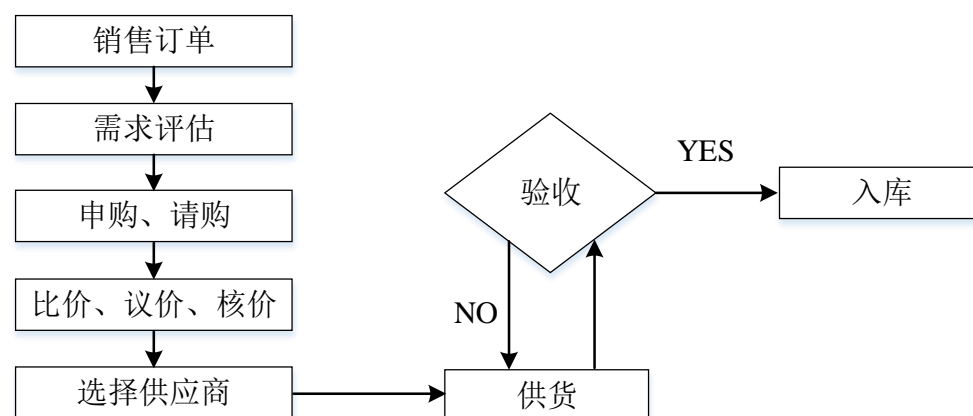 销售订单
需求评估
申购、请购
比价、议价、核价
选择供应商
供货
验收
NO
YES
入库